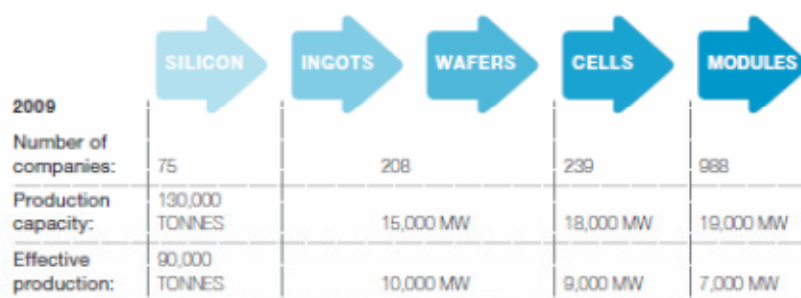 SILICON INGOTS WAFERS CELLS MODULES
2009
Number of
companies: 75 208 239 988
Production 130,000
capacity: TONNES 15,000 MW 18,000 MW 19,000 MW
Effective 90,000
production: TONNES 10,000 MW 9,000 MW 7,000 MW